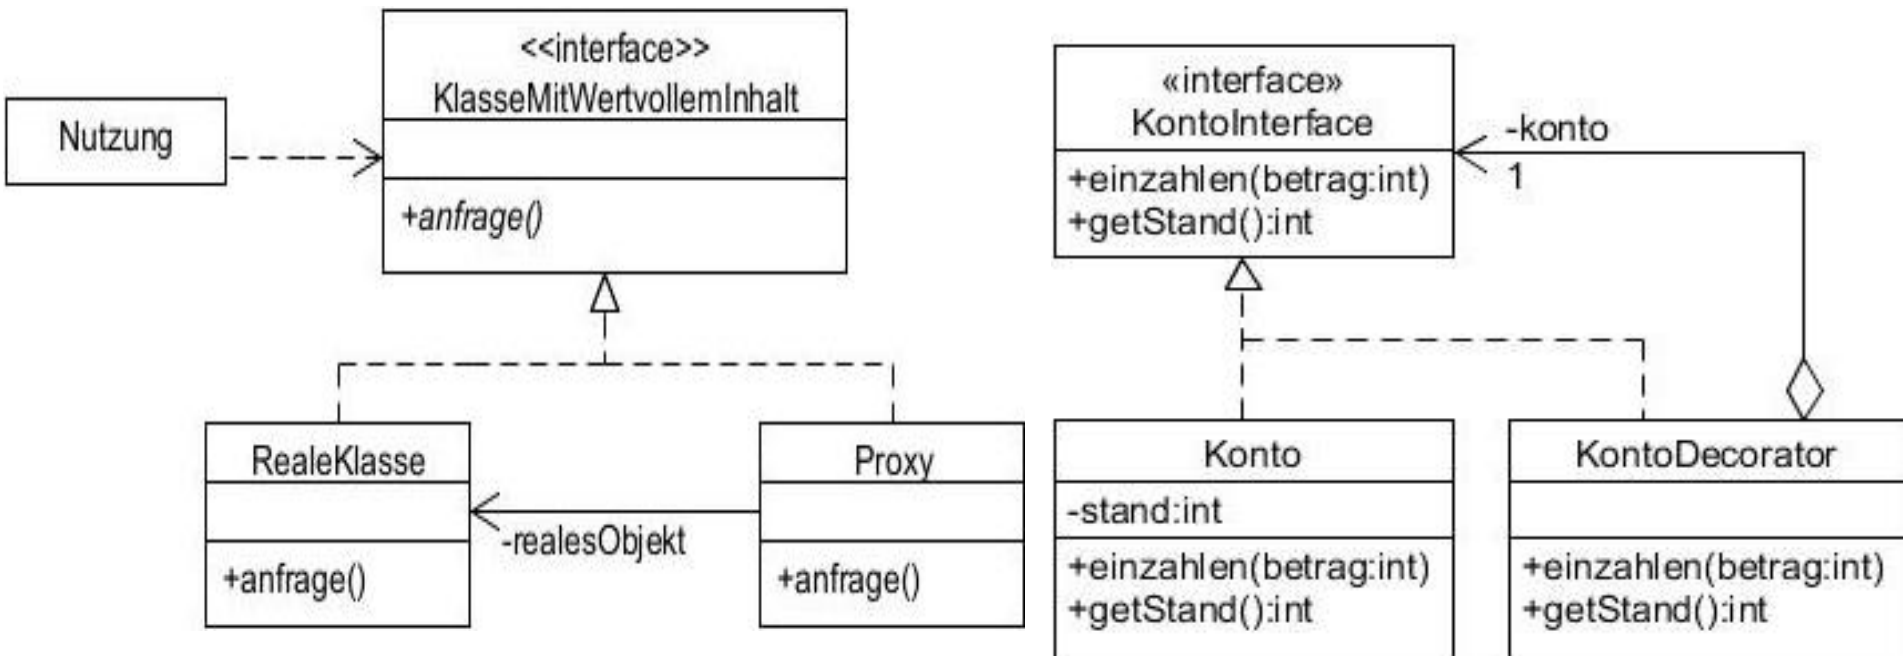 Nutzung
<<interface>>
KlasseMitWertvollemInhalt
+anfrage()
RealeKlasse
+anfrage()
-realesObjekt
Proxy
+anfrage()
«interface»
KontoInterface
+einzahlen(betrag:int)
+getStand():int
-konto
1
Konto
-stand:int
+einzahlen(betrag:int)
+getStand():int
KontoDecorator
+einzahlen(betrag:int)
+getStand():int